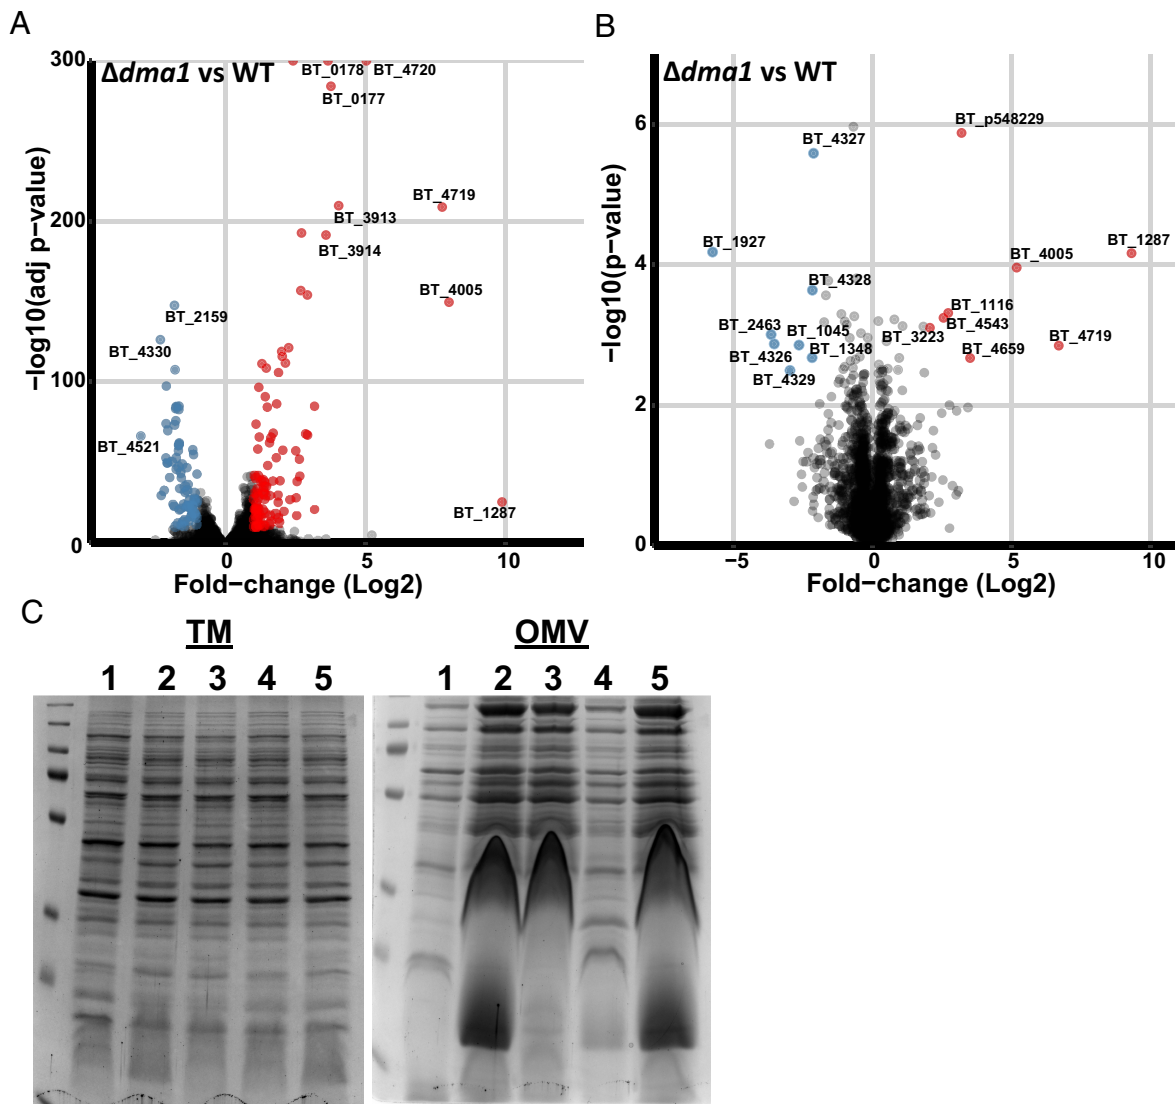 A
B
Δdma1 vs WT
300
200
100
0
−log10(adj p−value)
BT_0178
BT_4720
BT_0177
BT_4719
BT_3913
BT_3914
BT_4005
BT_2159
BT_4330
BT_4521
BT_1287
0
5
10
Fold−change (Log2)
Δdma1 vs WT
6
4
2
0
−log10(p−value)
BT_p548229
BT_4327
BT_1927
BT_1287
BT_4005
BT_4328
BT_1116
BT_2463
BT_1045
BT_4543
BT_3223
BT_4719
BT_4326
BT_1348
BT_4659
BT_4329
−5
0
5
10
Fold−change (Log2)
C
TM
OMV
1 2 3 4 5
1 2 3 4 5